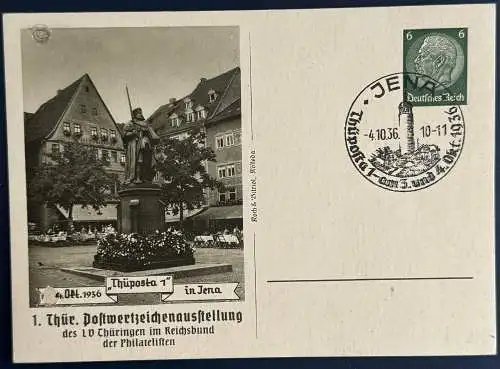 4. Okt. 1936
"Thüposta 1"
in Jena
1. Thür. Postwertzeichenausstellung
des LV Thüringen im Reichsbund
der Philatelisten
6 6
Deutsches Reich
JENA
-4.10.36. 10-11
Thüposta 1 - am 3. und 4. Okt. 1936